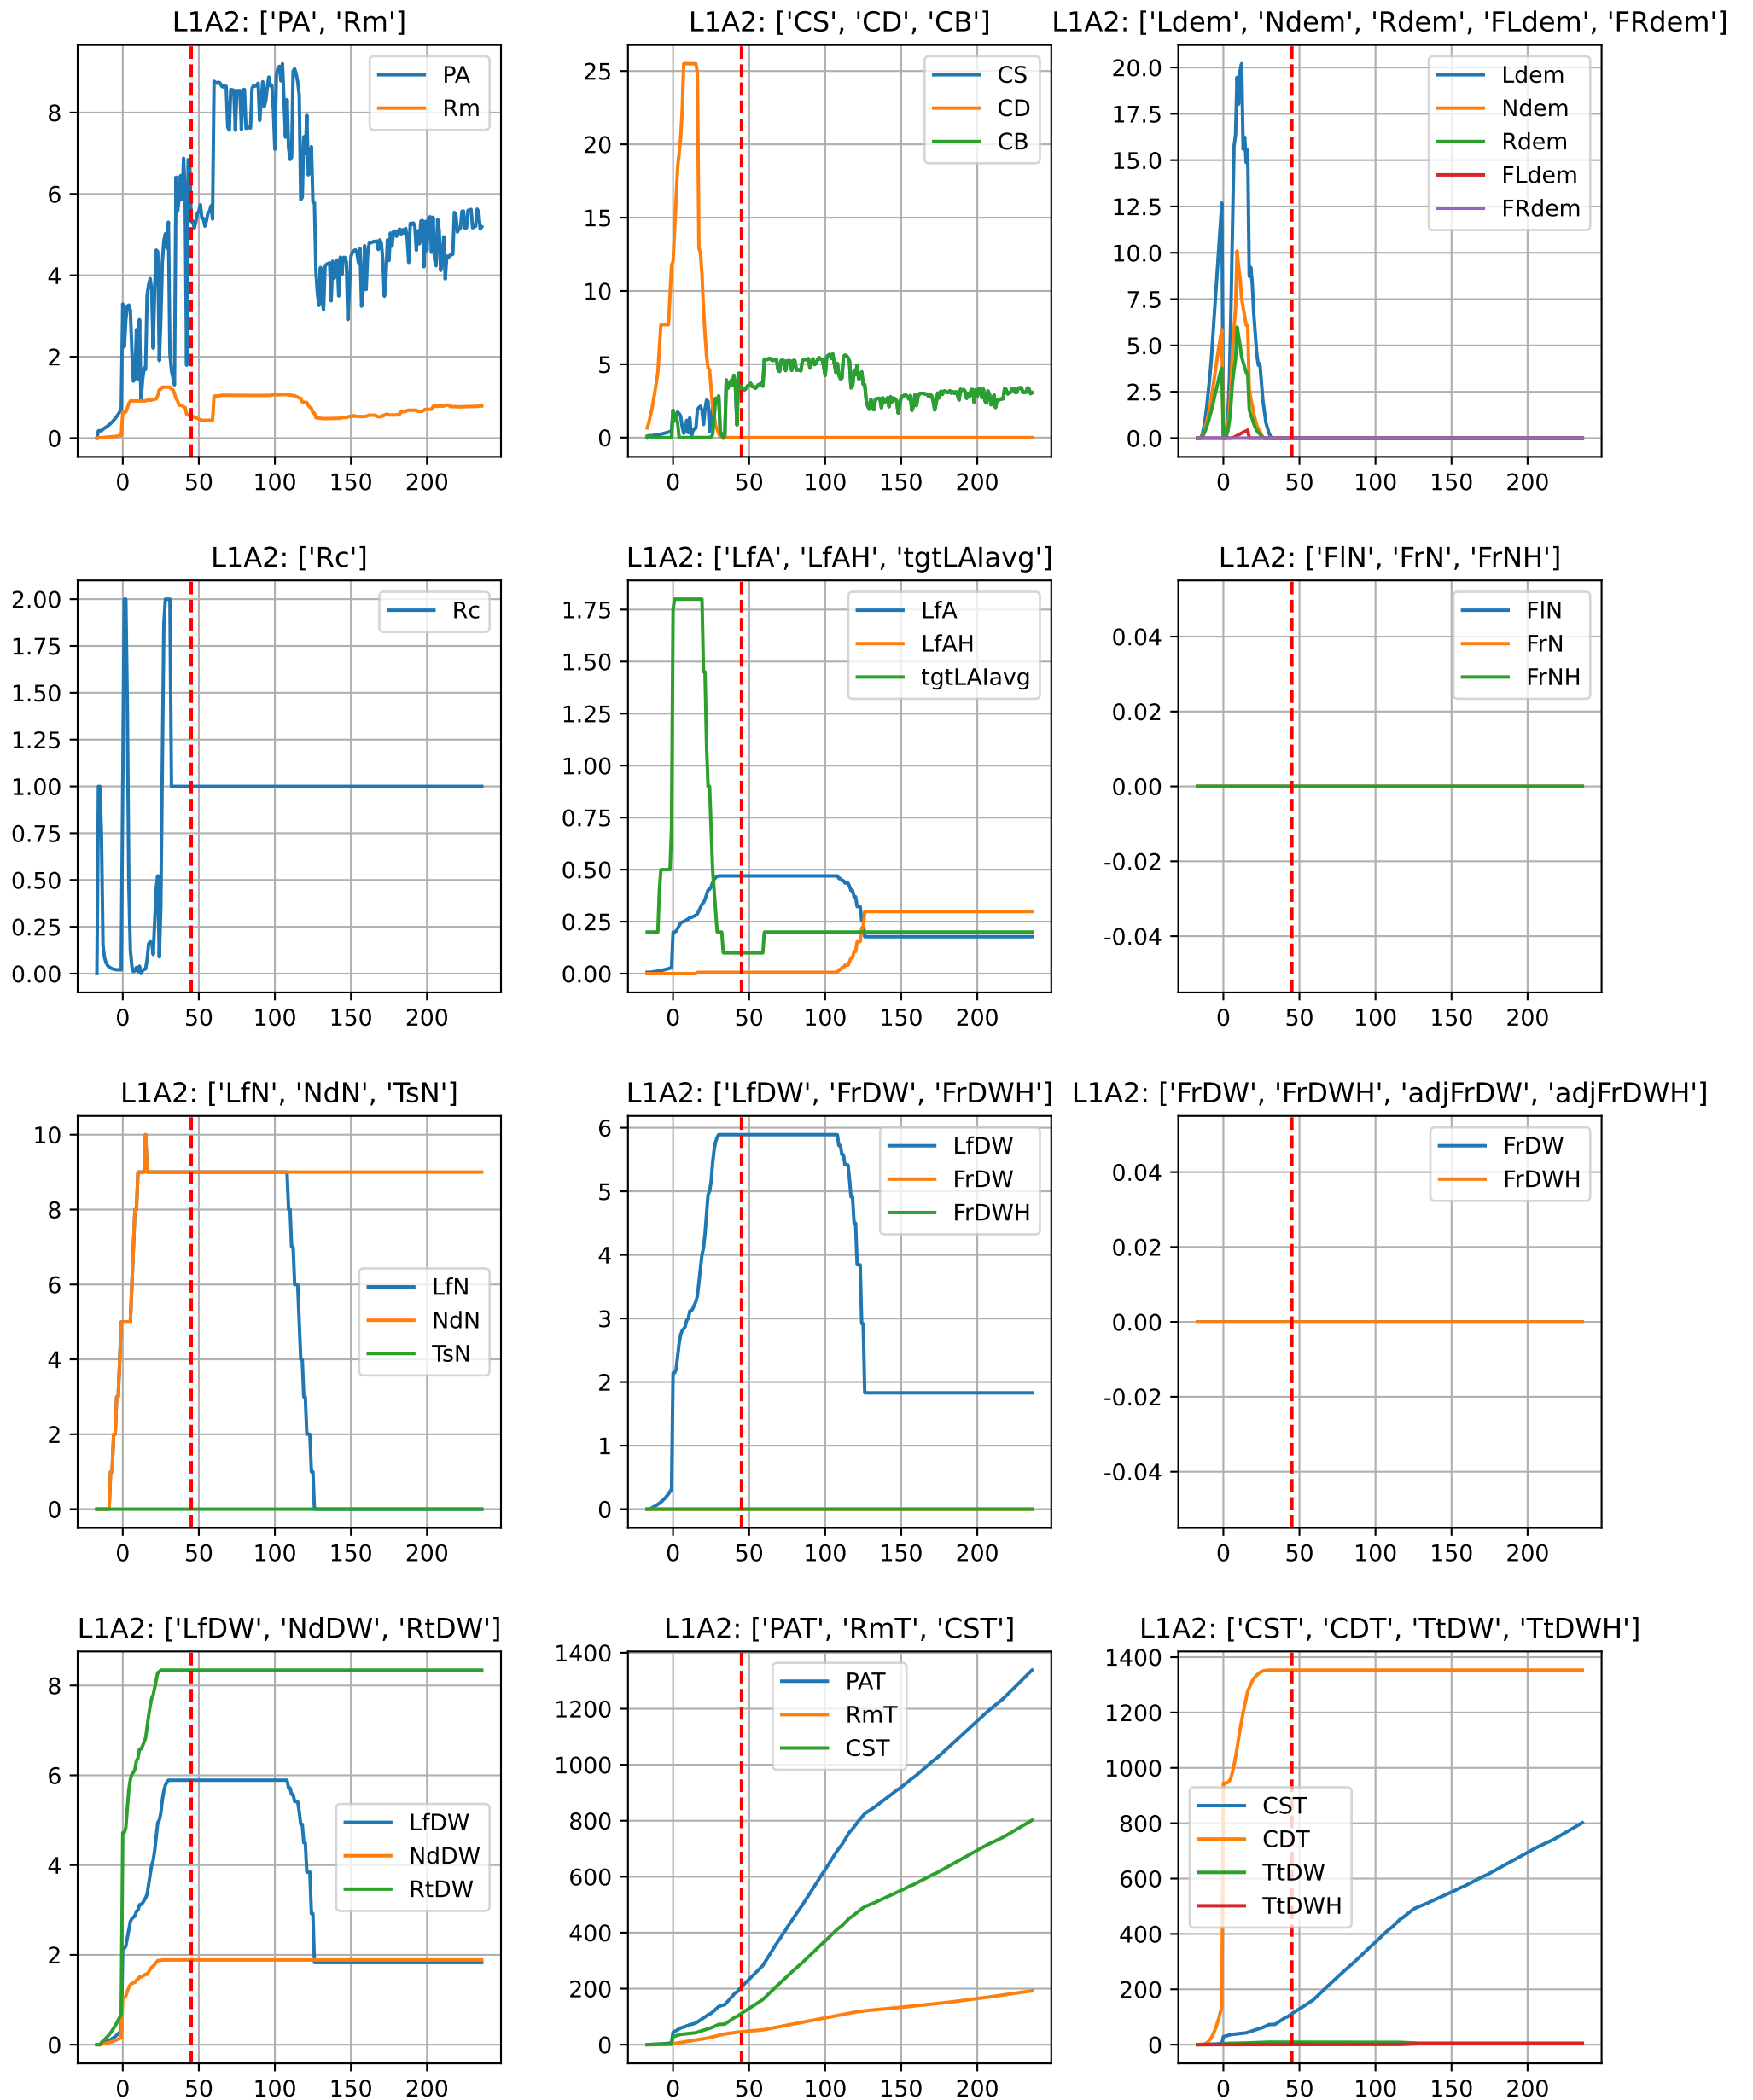 L1A2: ['PA', 'Rm']
PA
Rm
8
6
4
2
0
0 50 100 150 200
L1A2: ['CS', 'CD', 'CB']
CS
CD
CB
25
20
15
10
5
0
0 50 100 150 200
L1A2: ['Ldem', 'Ndem', 'Rdem', 'FLdem', 'FRdem']
Ldem
Ndem
Rdem
FLdem
FRdem
20.0
17.5
15.0
12.5
10.0
7.5
5.0
2.5
0.0
0 50 100 150 200
L1A2: ['Rc']
Rc
2.00
1.75
1.50
1.25
1.00
0.75
0.50
0.25
0.00
0 50 100 150 200
L1A2: ['LfA', 'LfAH', 'tgtLAIavg']
LfA
LfAH
tgtLAIavg
1.75
1.50
1.25
1.00
0.75
0.50
0.25
0.00
0 50 100 150 200
L1A2: ['FlN', 'FrN', 'FrNH']
FlN
FrN
FrNH
0.04
0.02
0.00
-0.02
-0.04
0 50 100 150 200
L1A2: ['LfN', 'NdN', 'TsN']
LfN
NdN
TsN
10
8
6
4
2
0
0 50 100 150 200
L1A2: ['LfDW', 'FrDW', 'FrDWH']
LfDW
FrDW
FrDWH
6
5
4
3
2
1
0
0 50 100 150 200
L1A2: ['FrDW', 'FrDWH', 'adjFrDW', 'adjFrDWH']
FrDW
FrDWH
0.04
0.02
0.00
-0.02
-0.04
0 50 100 150 200
L1A2: ['LfDW', 'NdDW', 'RtDW']
LfDW
NdDW
RtDW
8
6
4
2
0
0 50 100 150 200
L1A2: ['PAT', 'RmT', 'CST']
PAT
RmT
CST
1400
1200
1000
800
600
400
200
0
0 50 100 150 200
L1A2: ['CST', 'CDT', 'TtDW', 'TtDWH']
CST
CDT
TtDW
TtDWH
1400
1200
1000
800
600
400
200
0
0 50 100 150 200